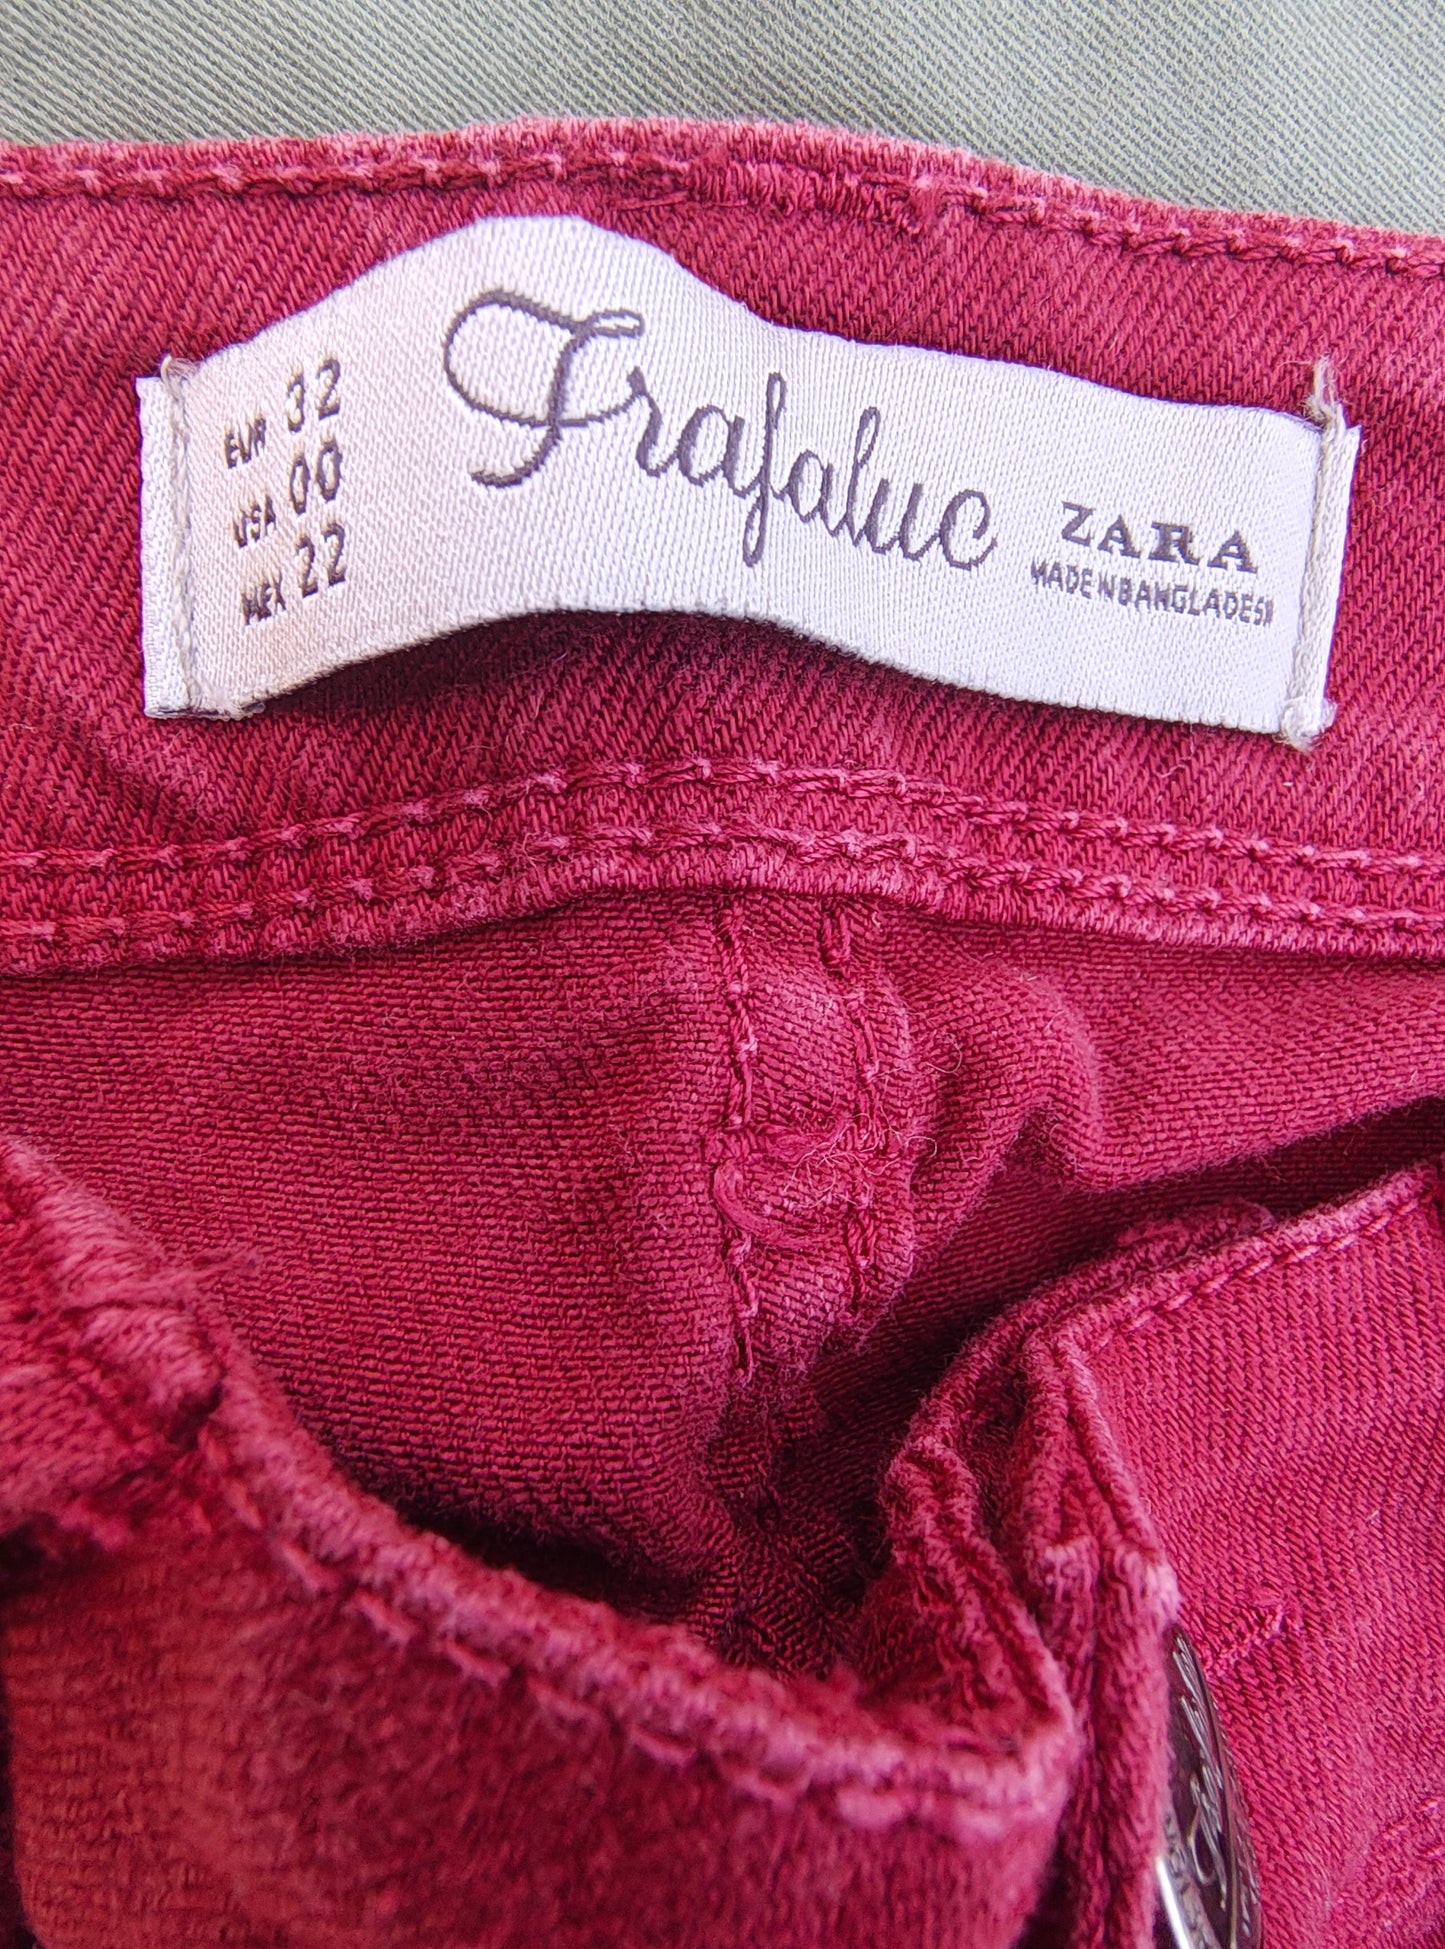 EUR 32
USA 00
MEX 22
Trafaluc
ZARA
MADE IN BANGLADESH